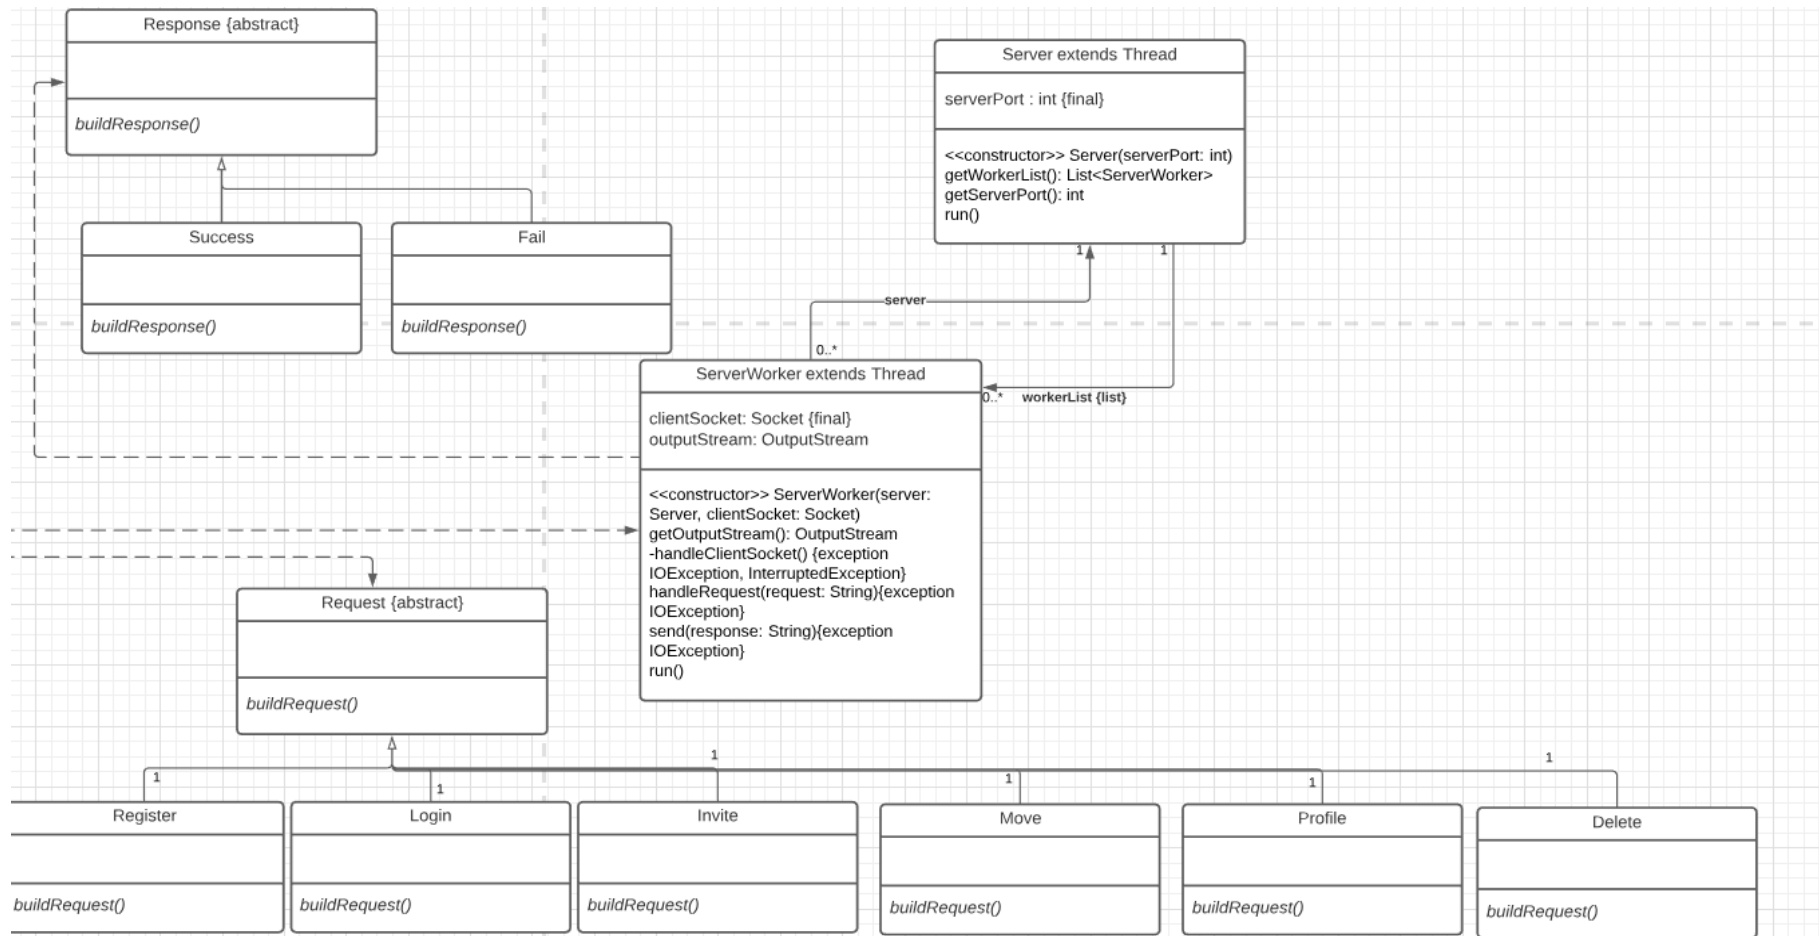 Response {abstract}
buildResponse()
Success
buildResponse()
Fail
buildResponse()
Server extends Thread
serverPort : int {final}
<<constructor>> Server(serverPort: int)
getWorkerList(): List<ServerWorker>
getServerPort(): int
run()
1
1
server
0..*
0..*
workerList {list}
ServerWorker extends Thread
clientSocket: Socket {final}
outputStream: OutputStream
<<constructor>> ServerWorker(server:
Server, clientSocket: Socket)
getOutputStream(): OutputStream
-handleClientSocket() {exception
IOException, InterruptedException}
handleRequest(request: String){exception
IOException}
send(response: String){exception
IOException}
run()
Request {abstract}
buildRequest()
1
1
1
1
1
1
Register
buildRequest()
Login
buildRequest()
Invite
buildRequest()
Move
buildRequest()
Profile
buildRequest()
Delete
buildRequest()